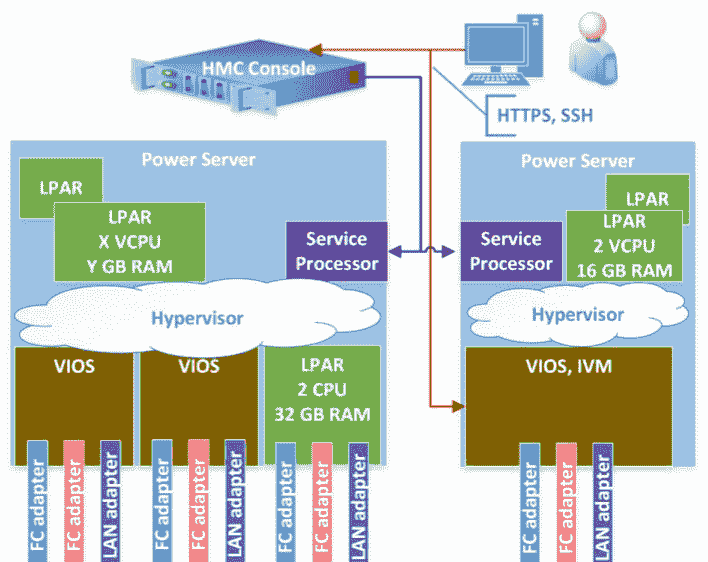 HMC Console
HTTPS, SSH
Power Server
LPAR
LPAR
X VCPU
Y GB RAM
Service
Processor
Hypervisor
VIOS
VIOS
LPAR
2 CPU
32 GB RAM
FC adapter
FC adapter
LAN adapter
FC adapter
FC adapter
LAN adapter
FC adapter
FC adapter
LAN adapter
Power Server
LPAR
LPAR
2 VCPU
16 GB RAM
Service
Processor
Hypervisor
VIOS, IVM
FC adapter
FC adapter
LAN adapter